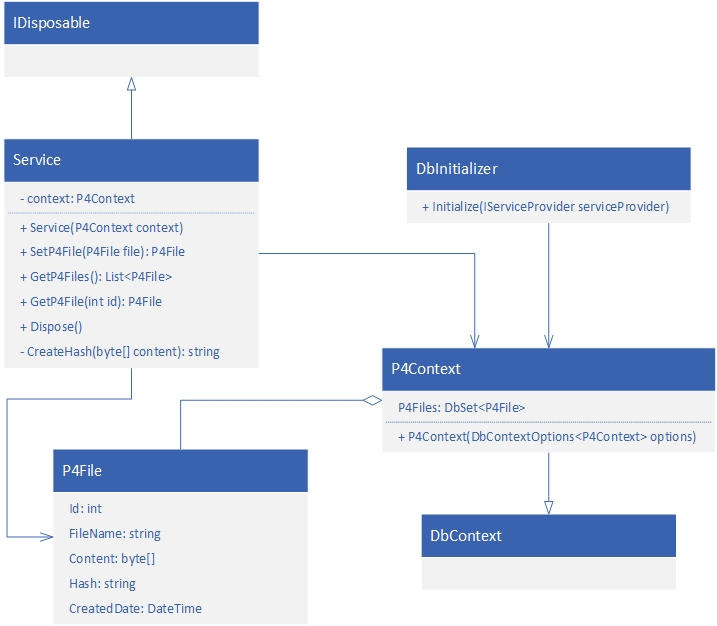 IDisposable
Service
- context: P4Context
+ Service(P4Context context)
+ SetP4File(P4File file): P4File
+ GetP4Files(): List<P4File>
+ GetP4File(int id): P4File
+ Dispose()
- CreateHash(byte[] content): string
DbInitializer
+ Initialize(IServiceProvider serviceProvider)
P4Context
P4Files: DbSet<P4File>
+ P4Context(DbContextOptions<P4Context> options)
P4File
Id: int
FileName: string
Content: byte[]
Hash: string
CreatedDate: DateTime
DbContext